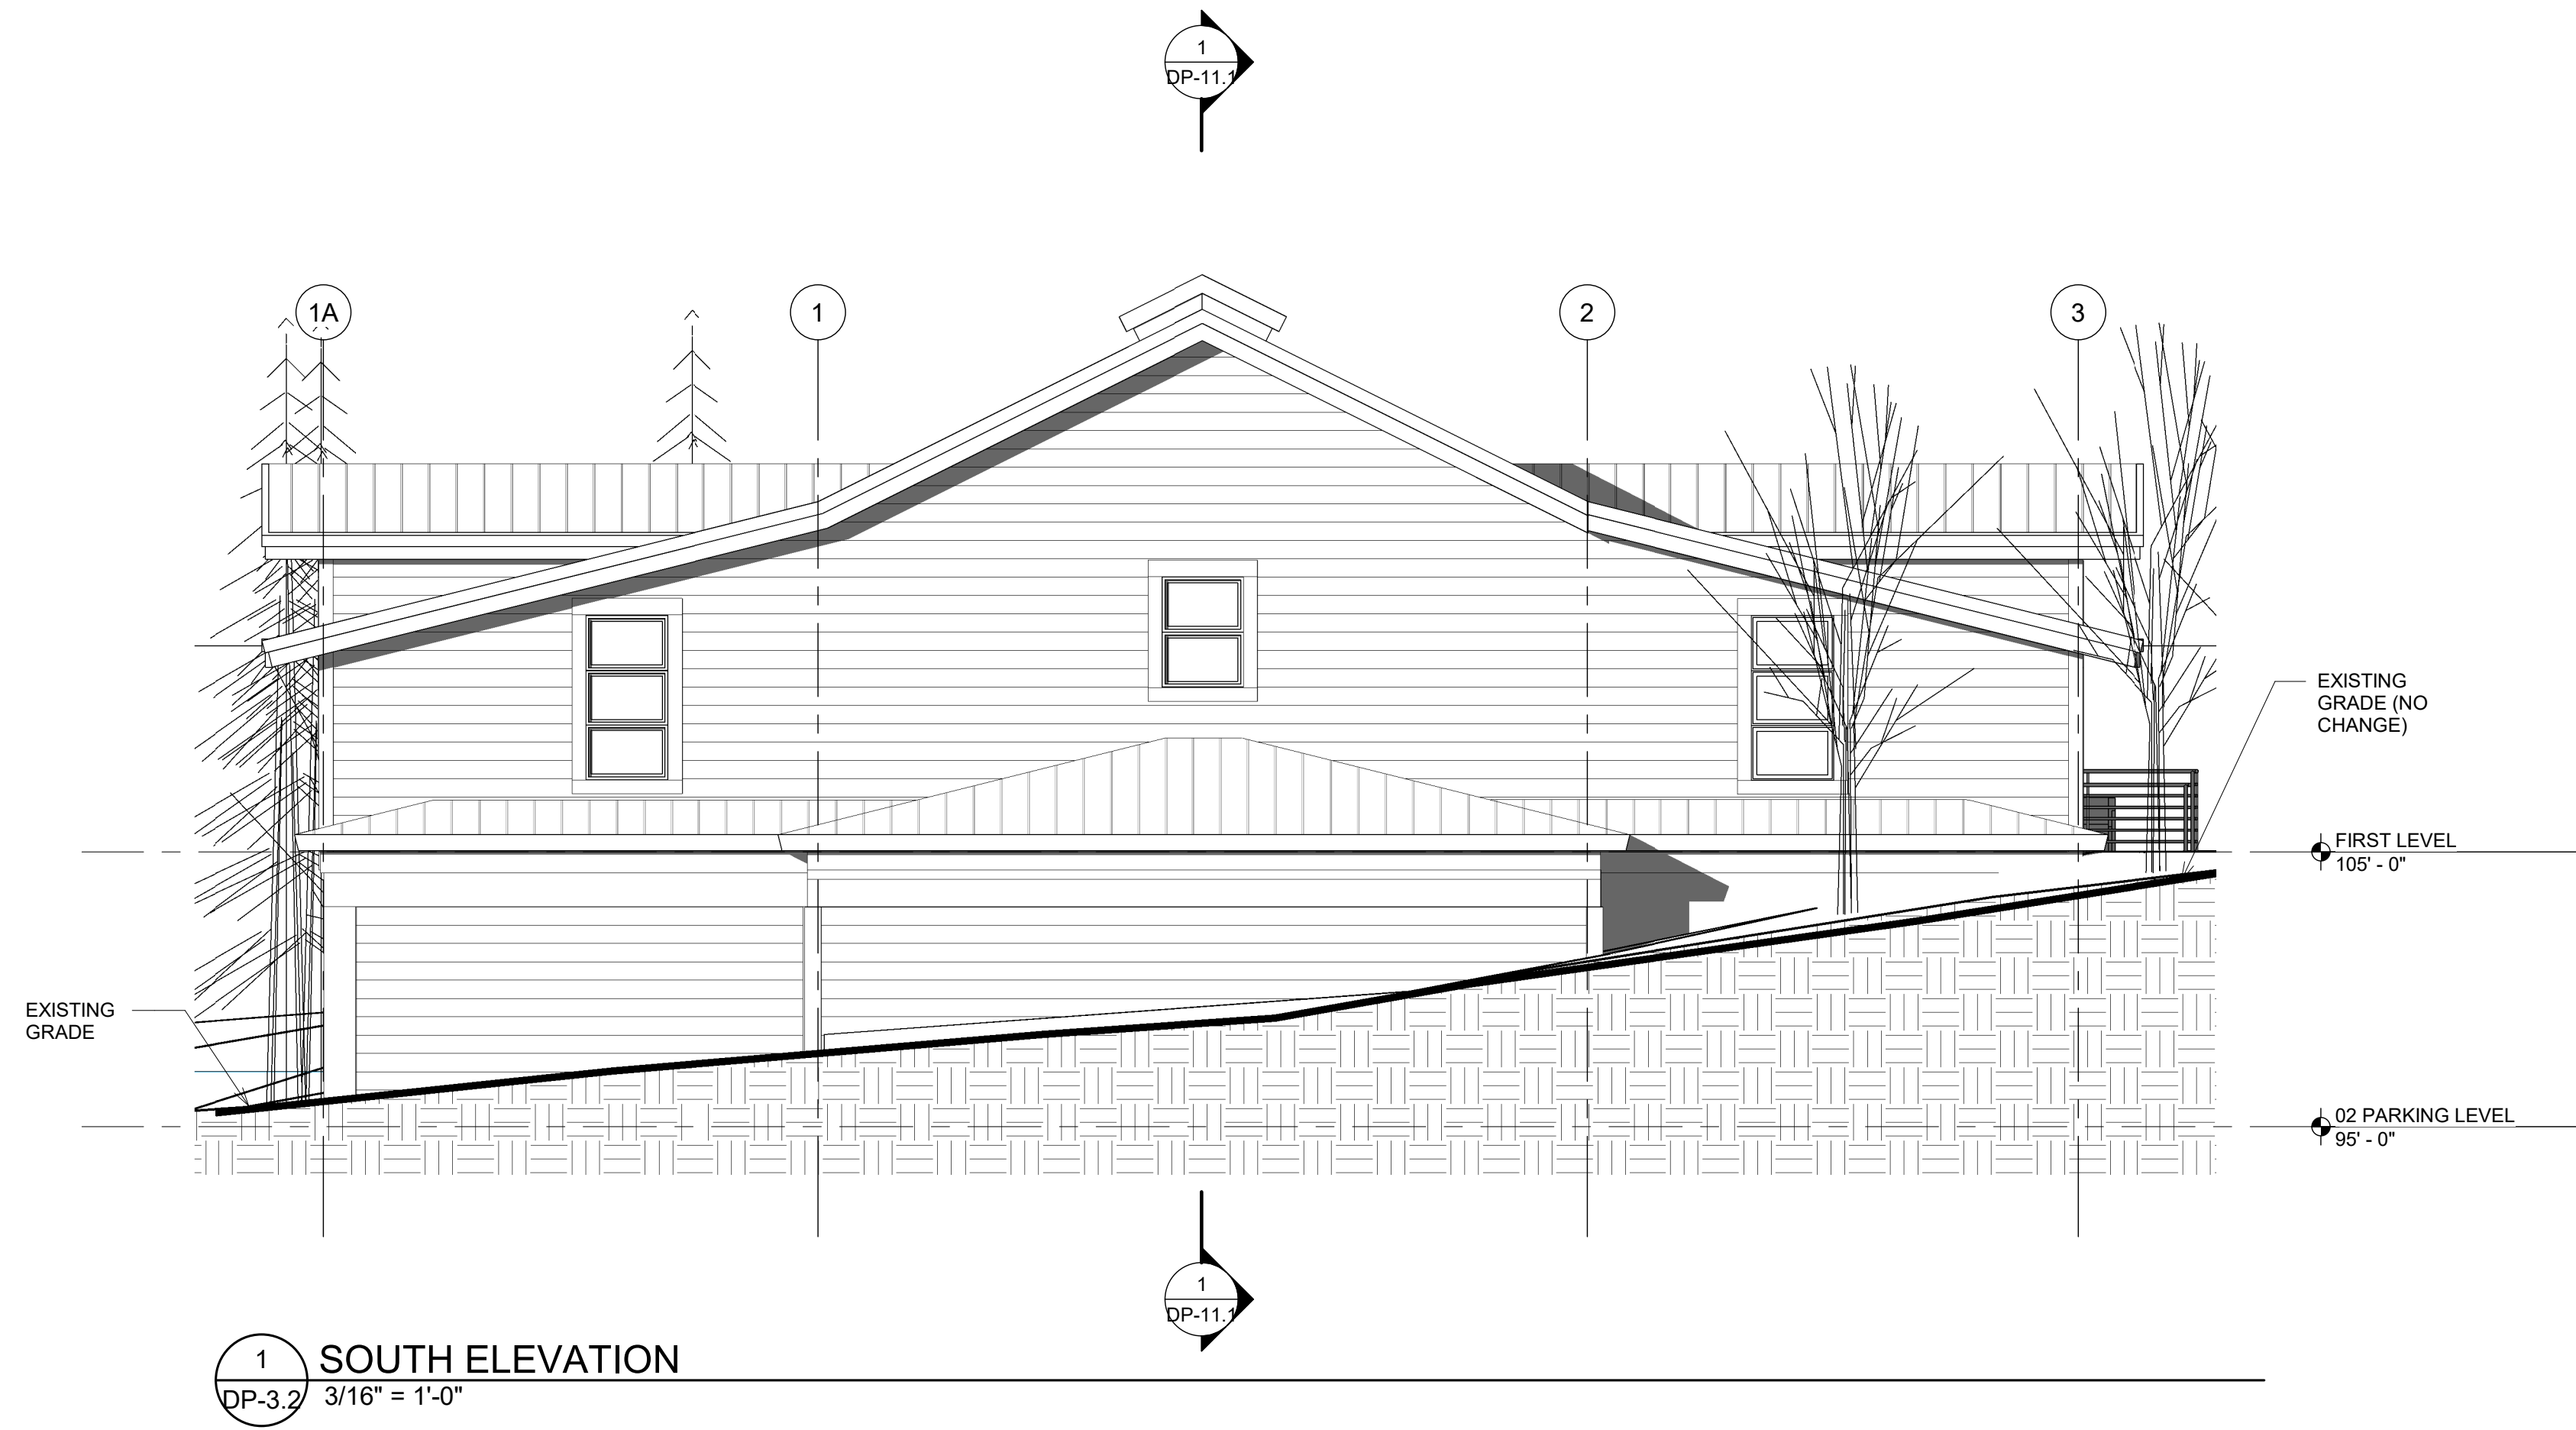 1
DP-11.1
1A
1
2
3
EXISTING
GRADE (NO
CHANGE)
FIRST LEVEL
105' - 0"
EXISTING
GRADE
02 PARKING LEVEL
95' - 0"
1
DP-11.1
1
DP-3.2
SOUTH ELEVATION
3/16" = 1'-0"